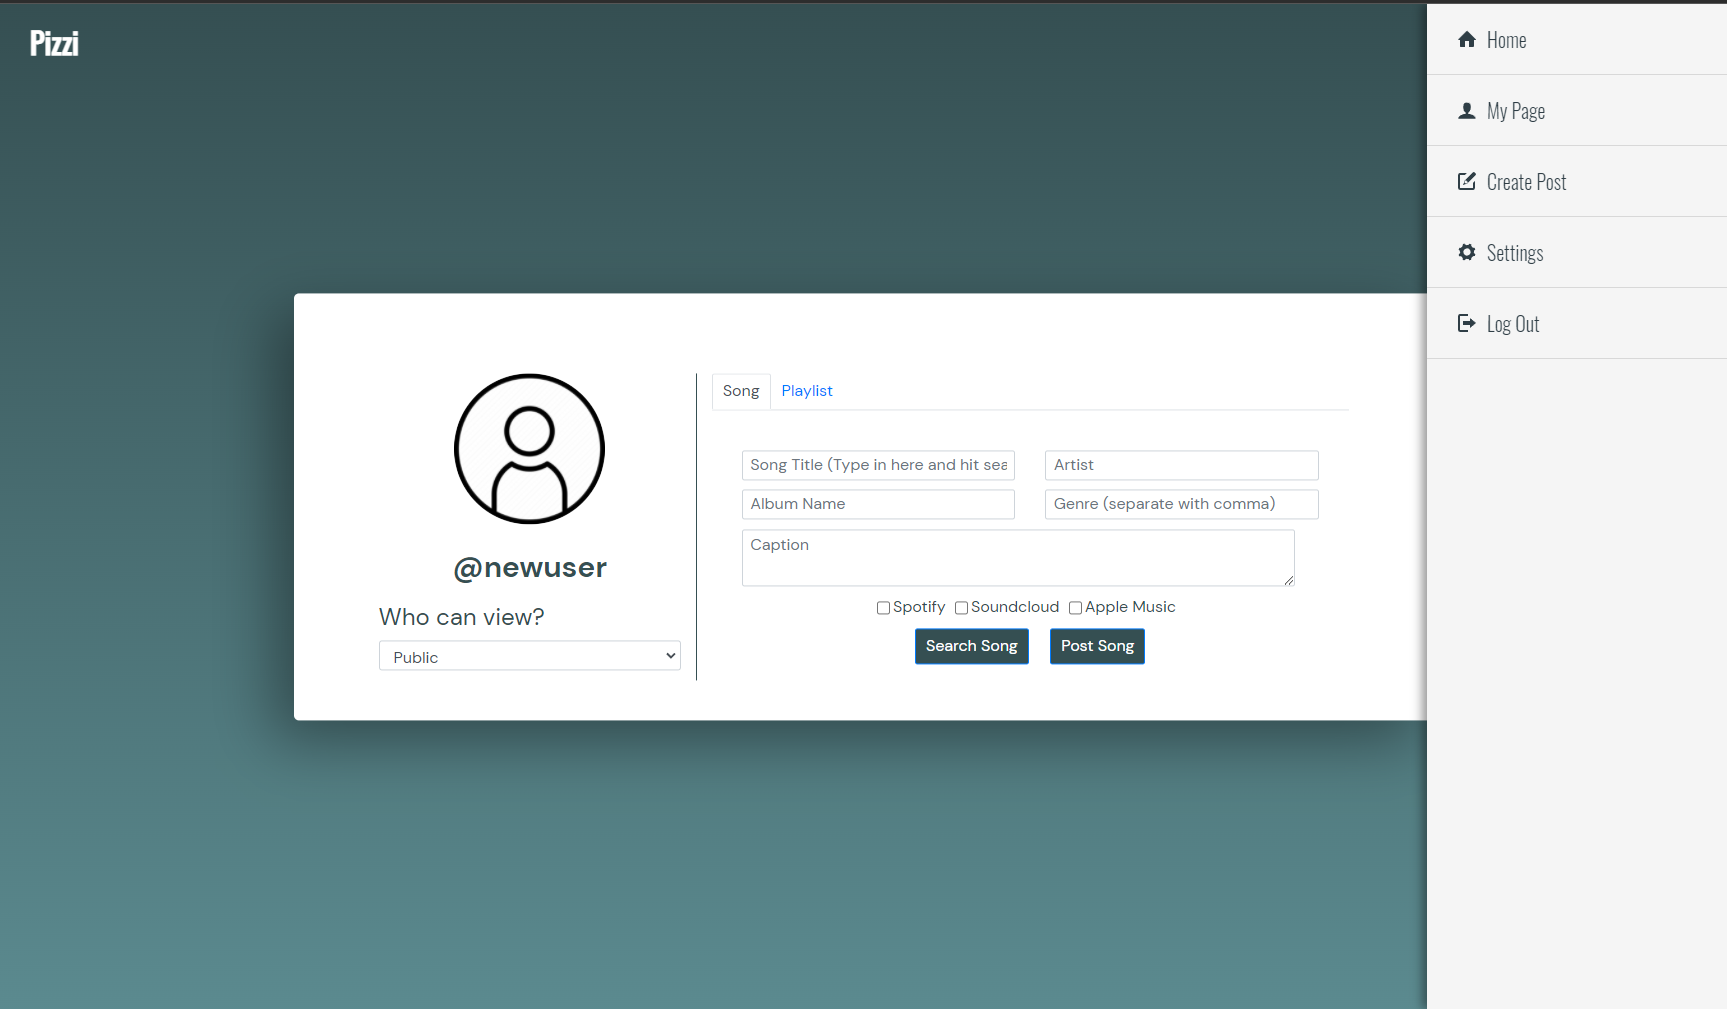 Pizzi
Home
My Page
Create Post
Settings
Log Out
@newuser
Who can view?
Public
Song
Playlist
Song Title (Type in here and hit sea
Artist
Album Name
Genre (separate with comma)
Caption
Spotify Soundcloud Apple Music
Search Song
Post Song